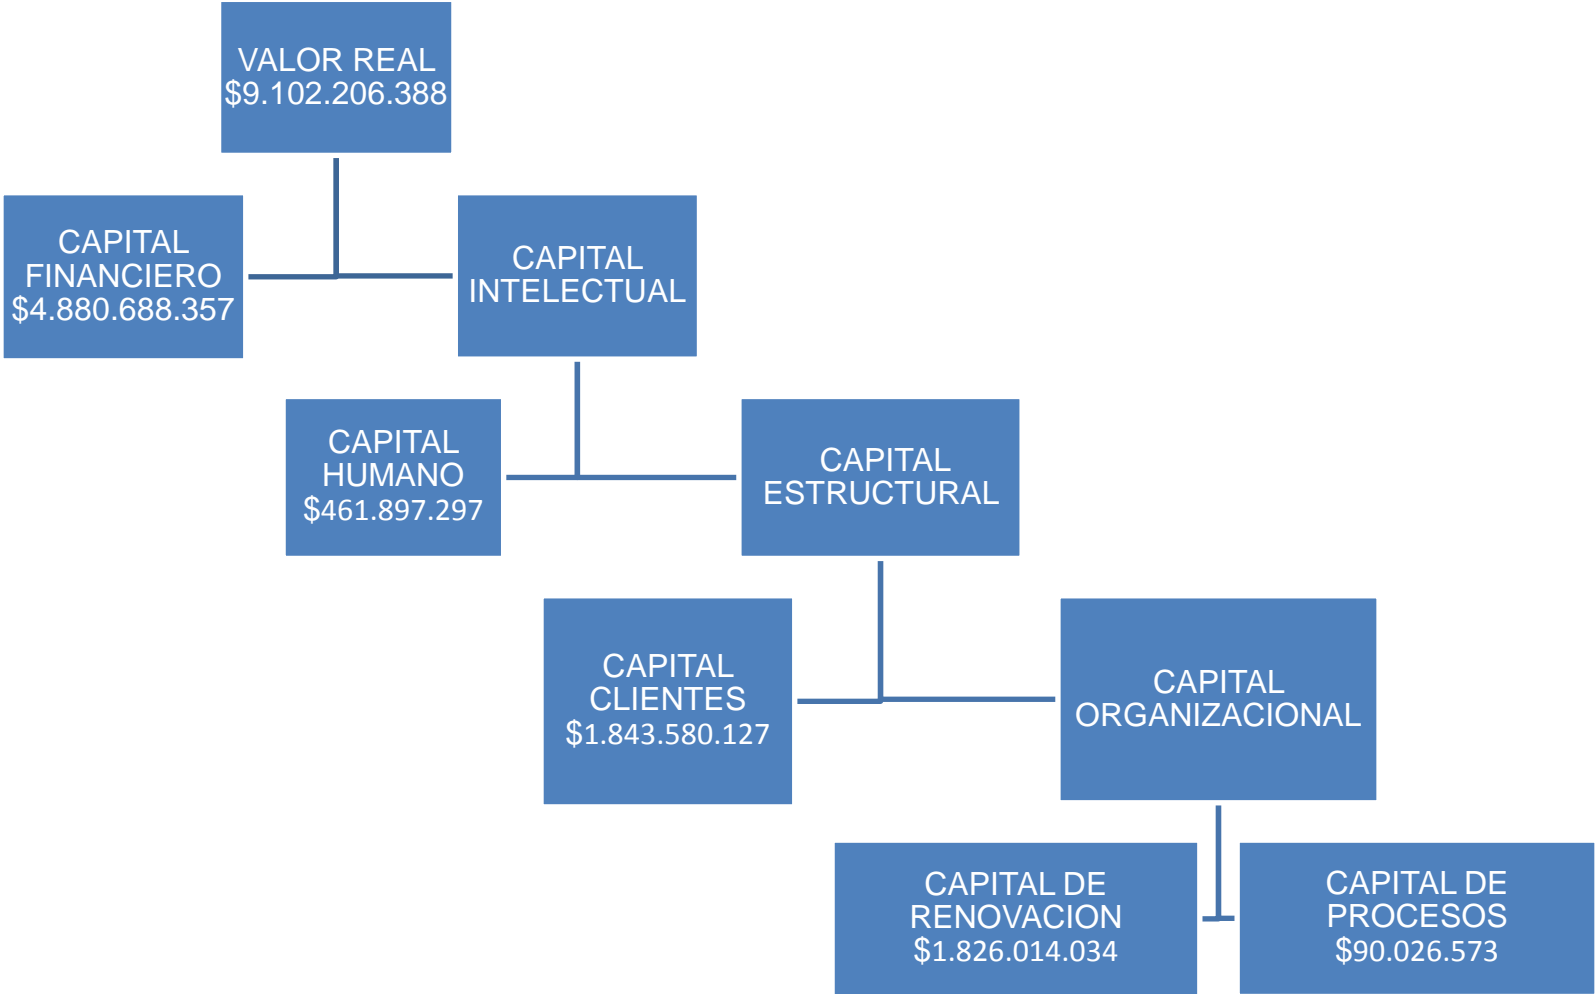 VALOR REAL
$9.102.206.388
CAPITAL
FINANCIERO
$4.880.688.357
CAPITAL
INTELECTUAL
CAPITAL
HUMANO
$461.897.297
CAPITAL
ESTRUCTURAL
CAPITAL
CLIENTES
$1.843.580.127
CAPITAL
ORGANIZACIONAL
CAPITAL DE
RENOVACION
$1.826.014.034
CAPITAL DE
PROCESOS
$90.026.573